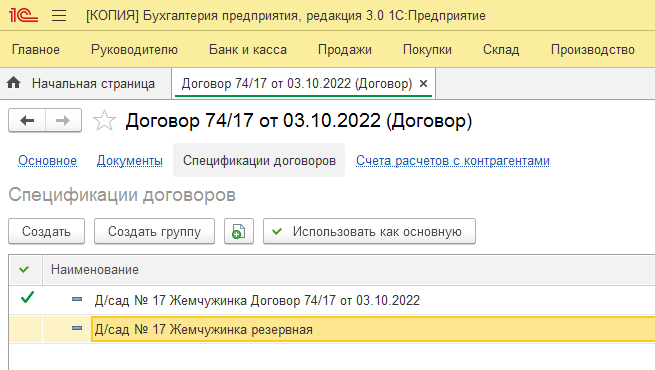 1С [КОПИЯ] Бухгалтерия предприятия, редакция 3.0 1С:Предприятие
Главное Руководителю Банк и касса Продажи Покупки Склад Производство
Начальная страница Договор 74/17 от 03.10.2022 (Договор)
Договор 74/17 от 03.10.2022 (Договор)
Основное Документы Спецификации договоров Счета расчетов с контрагентами
Спецификации договоров
Создать Создать группу Использовать как основную
Наименование
Д/сад № 17 Жемчужинка Договор 74/17 от 03.10.2022
Д/сад № 17 Жемчужинка резервная